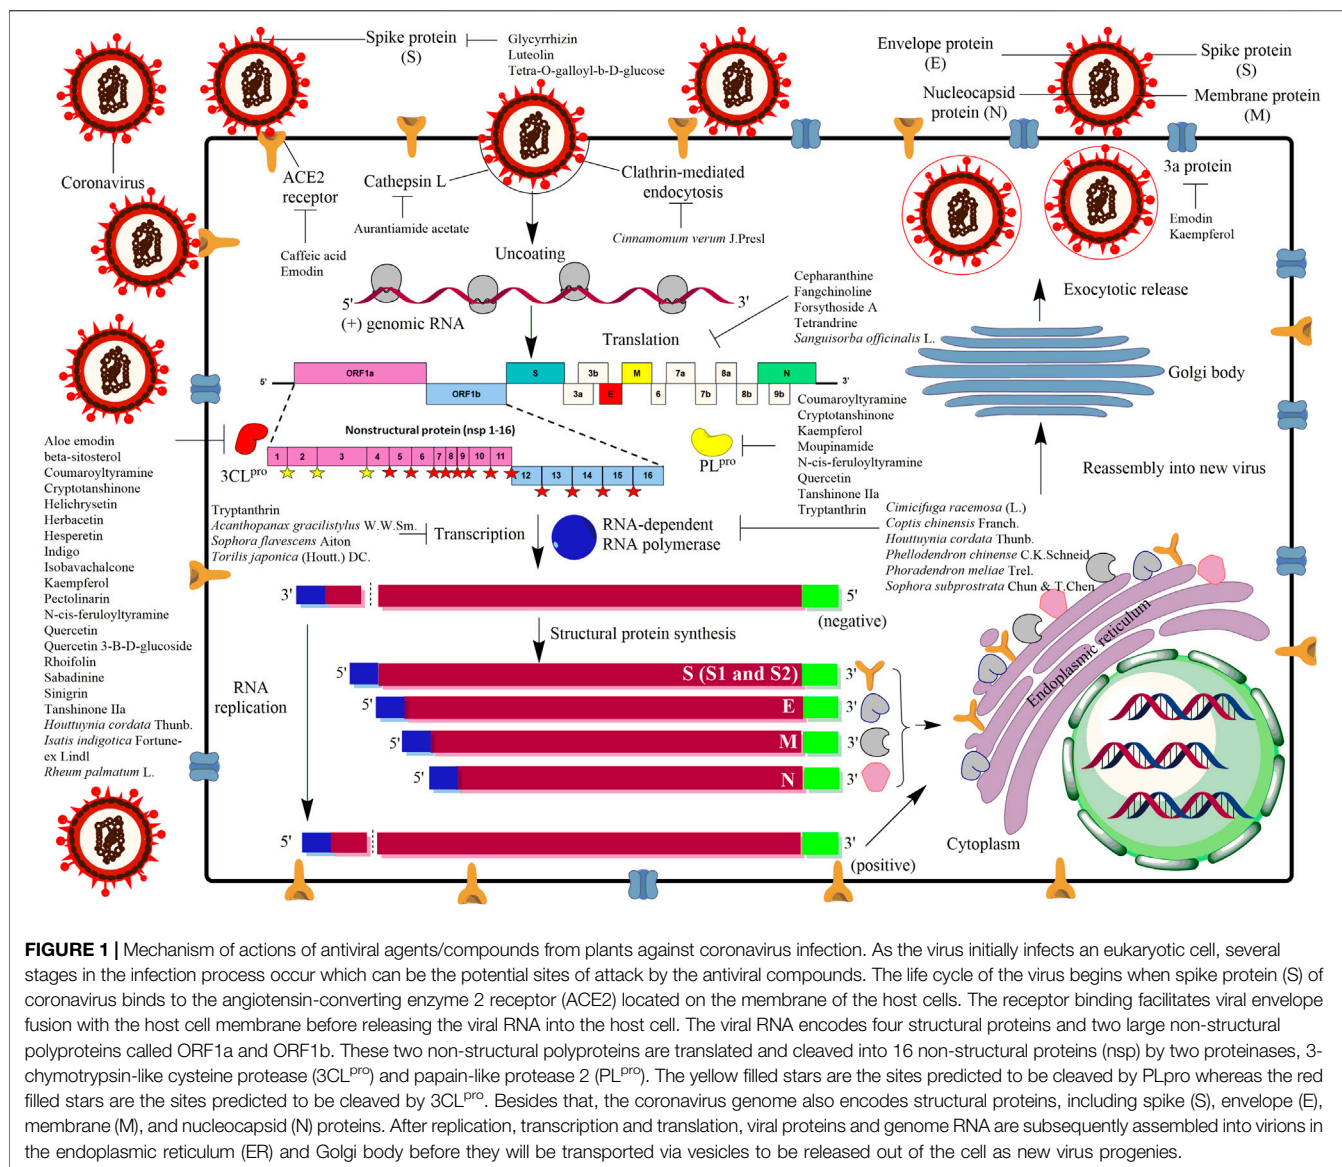 Spike protein
(S)
Glycyrrhizin
Luteolin
Tetra-O-galloyl-b-D-glucose
Envelope protein
(E)
Spike protein
(S)
Nucleocapsid
protein (N)
Membrane protein
(M)
Coronavirus
ACE2
receptor
Caffeic acid
Emodin
Cathepsin L
Aurantiamide acetate
Clathrin-mediated
endocytosis
Cinnamomum verum J.Presl
3a protein
Emodin
Kaempferol
Uncoating
5'
3'
(+) genomic RNA
Translation
Cepharanthine
Fangchinoline
Forsythoside A
Tetrandrine
Sanguisorba officinalis L.
Exocytotic release
Golgi body
Reassembly into new virus
5'
ORF1a
ORF1b
S
3a
3b
E
M
6
7a
7b
8a
8b
9b
N
3'
Nonstructural protein (nsp 1-16)
3CLpro
1 2 3 4 5 6 7 8 9 10 11
12 13 14 15 16
PLpro
Coumaroyltyramine
Cryptotanshinone
Kaempferol
Moupinamide
N-cis-feruloyltyramine
Quercetin
Tanshinone IIa
Tryptanthrin
Aloe emodin
beta-sitosterol
Coumaroyltyramine
Cryptotanshinone
Helichrysetin
Herbacetin
Hesperetin
Indigo
Isobavachalcone
Kaempferol
Pectolinarin
N-cis-feruloyltyramine
Quercetin
Quercetin 3-B-D-glucoside
Rhoifolin
Sabadinine
Sinigrin
Tanshinone IIa
Houttuynia cordata Thunb.
Isatis indigotica Fortune-
ex Lindl
Rheum palmatum L.
Tryptanthrin
Acanthopanax gracilistylus W.W.Sm.
Sophora flavescens Aiton
Torilis japonica (Houtt.) DC.
Transcription
RNA-dependent
RNA polymerase
Cimicifuga racemosa (L.)
Coptis chinensis Franch.
Houttuynia cordata Thunb.
Phellodendron chinense C.K.Schneid
Phoradendron meliae Trel.
Sophora subprostrata Chun & T.Chen
3'
5'
(negative)
Structural protein synthesis
RNA
replication
5'
S (S1 and S2)
3'
5'
E
3'
5'
M
3'
5'
N
3'
5'
3'
(positive)
Endoplasmic reticulum
Cytoplasm
FIGURE 1 | Mechanism of actions of antiviral agents/compounds from plants against coronavirus infection. As the virus initially infects an eukaryotic cell, several
stages in the infection process occur which can be the potential sites of attack by the antiviral compounds. The life cycle of the virus begins when spike protein (S) of
coronavirus binds to the angiotensin-converting enzyme 2 receptor (ACE2) located on the membrane of the host cells. The receptor binding facilitates viral envelope
fusion with the host cell membrane before releasing the viral RNA into the host cell. The viral RNA encodes four structural proteins and two large non-structural
polyproteins called ORF1a and ORF1b. These two non-structural polyproteins are translated and cleaved into 16 non-structural proteins (nsp) by two proteinases, 3-
chymotrypsin-like cysteine protease (3CLpro) and papain-like protease 2 (PLpro). The yellow filled stars are the sites predicted to be cleaved by PLpro whereas the red
filled stars are the sites predicted to be cleaved by 3CLpro. Besides that, the coronavirus genome also encodes structural proteins, including spike (S), envelope (E),
membrane (M), and nucleocapsid (N) proteins. After replication, transcription and translation, viral proteins and genome RNA are subsequently assembled into virions in
the endoplasmic reticulum (ER) and Golgi body before they will be transported via vesicles to be released out of the cell as new virus progenies.